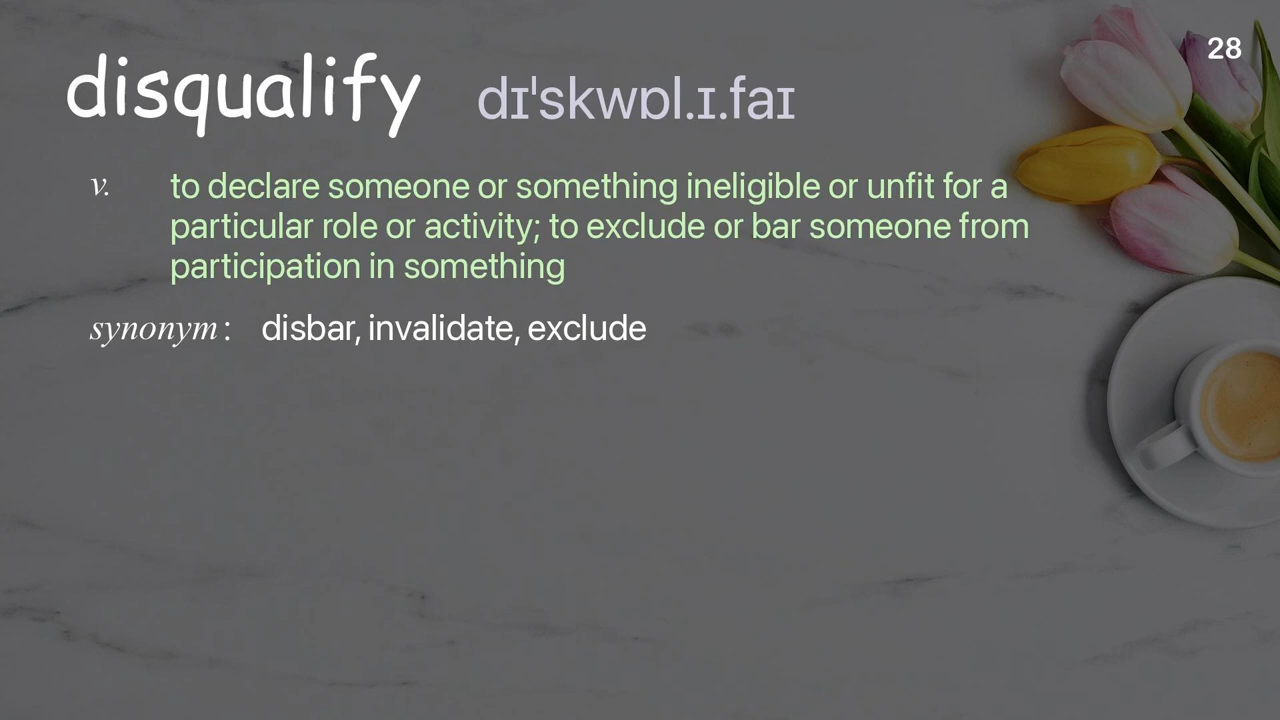 28
disqualify dɪˈskwɒl.ɪ.faɪ
v. to declare someone or something ineligible or unfit for a
particular role or activity; to exclude or bar someone from
participation in something
synonym: disbar, invalidate, exclude